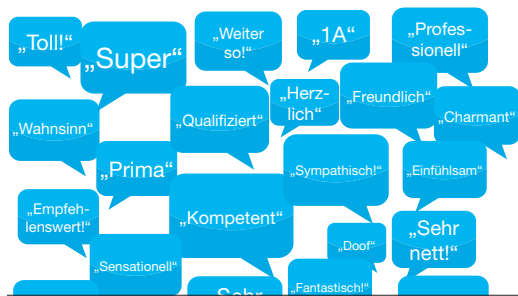 „Toll!“
„Super“
„Weiter
so!“
„1A“
„Profes-
sionell“
„Wahnsinn“
„Qualifiziert“
„Herz-
lich“
„Freundlich“
„Charmant“
„Prima“
„Sympathisch!“
„Einfühlsam“
„Empfeh-
lenswert!“
„Kompetent“
„Doof“
„Sehr
nett!“
„Sensationell“
„Fantastisch!“
„Sehr